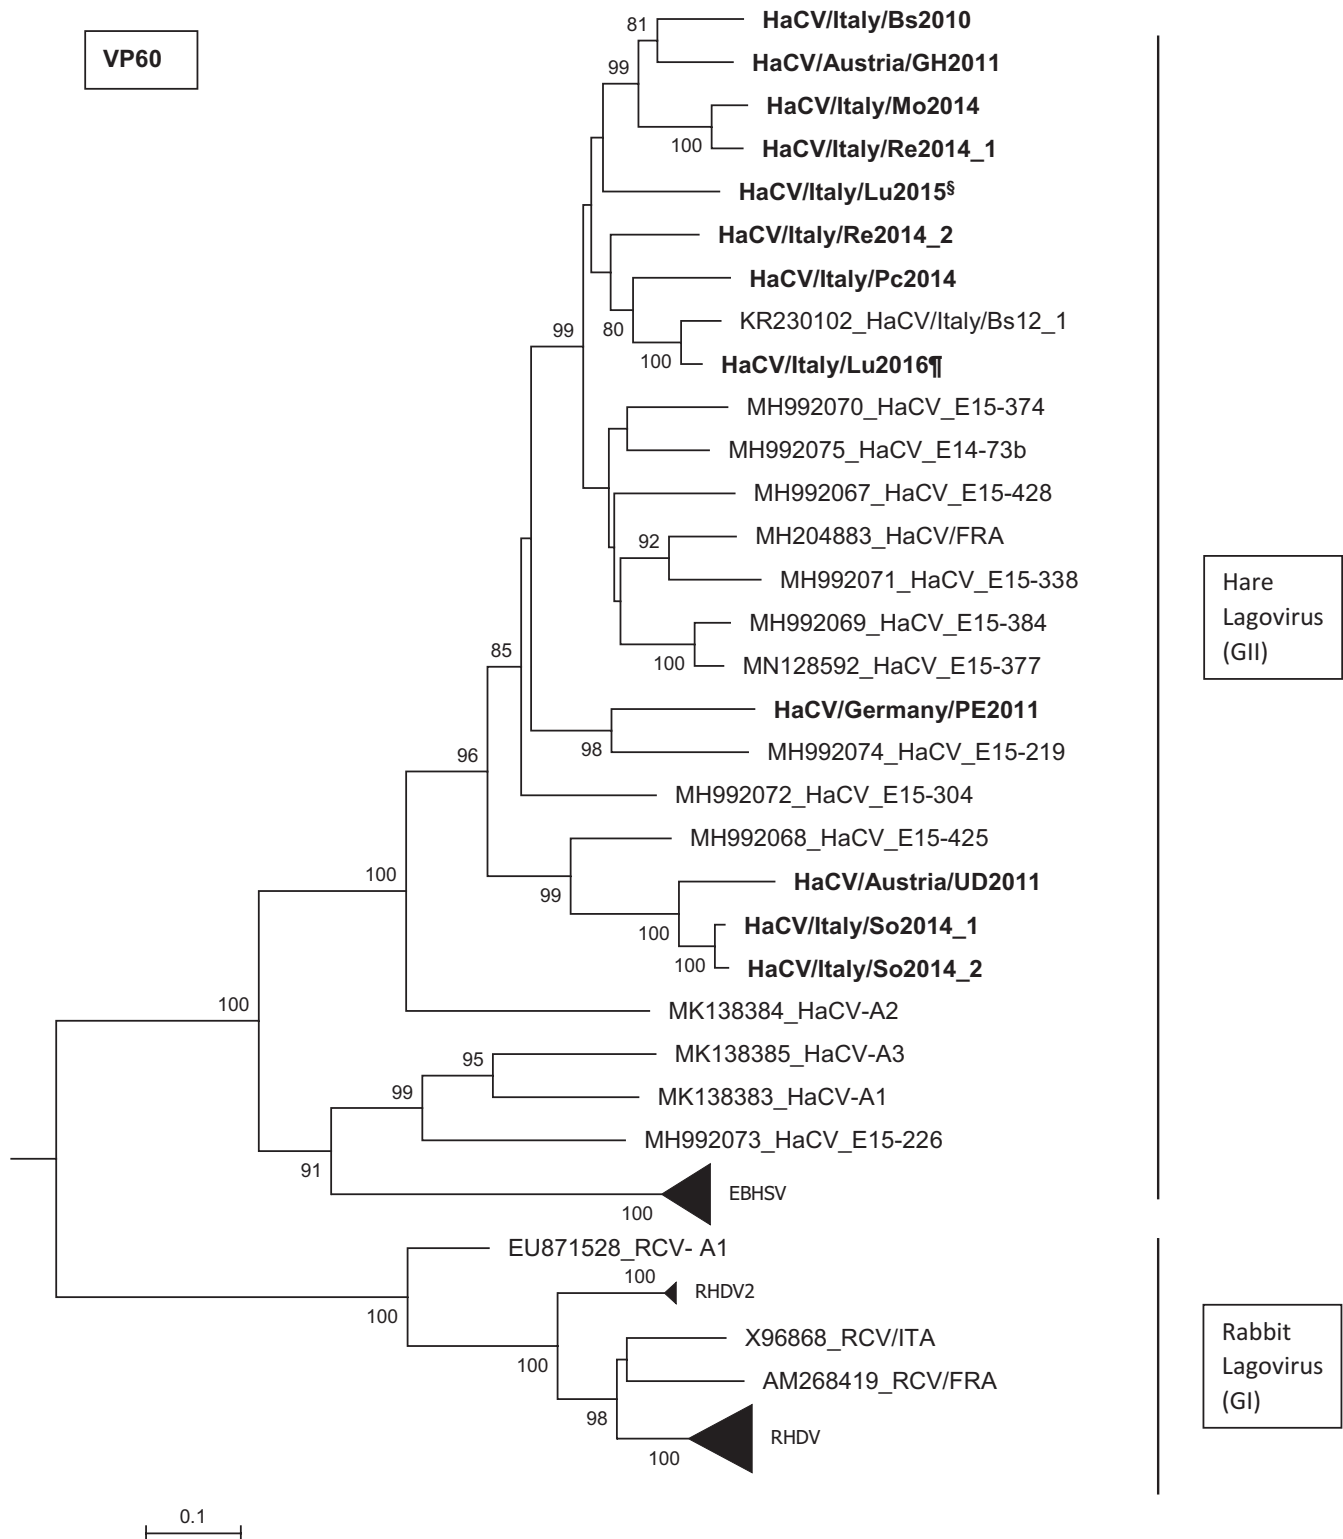 81
HaCV/Italy/Bs2010
VP60
HaCV/Austria/GH2011
99
HaCV/Italy/Mo2014
100
HaCV/Italy/Re2014_1
HaCV/Italy/Lu2015§
HaCV/Italy/Re2014_2
HaCV/Italy/Pc2014
99
80
KR230102_HaCV/Italy/Bs12_1
100
HaCV/Italy/Lu2016¶
MH992070_HaCV_E15-374
MH992075_HaCV_E14-73b
MH992067_HaCV_E15-428
92
MH204883_HaCV/FRA
MH992071_HaCV_E15-338
Hare
Lagovirus
(GII)
MH992069_HaCV_E15-384
85
100
MN128592_HaCV_E15-377
HaCV/Germany/PE2011
96
98
MH992074_HaCV_E15-219
MH992072_HaCV_E15-304
MH992068_HaCV_E15-425
100
99
HaCV/Austria/UD2011
100
HaCV/Italy/So2014_1
100
HaCV/Italy/So2014_2
100
MK138384_HaCV-A2
95
MK138385_HaCV-A3
99
MK138383_HaCV-A1
MH992073_HaCV_E15-226
91
100
EBHSV
EU871528_RCV- A1
100
RHDV2
100
X96868_RCV/ITA
100
AM268419_RCV/FRA
Rabbit
Lagovirus
(GI)
98
100
RHDV
0.1